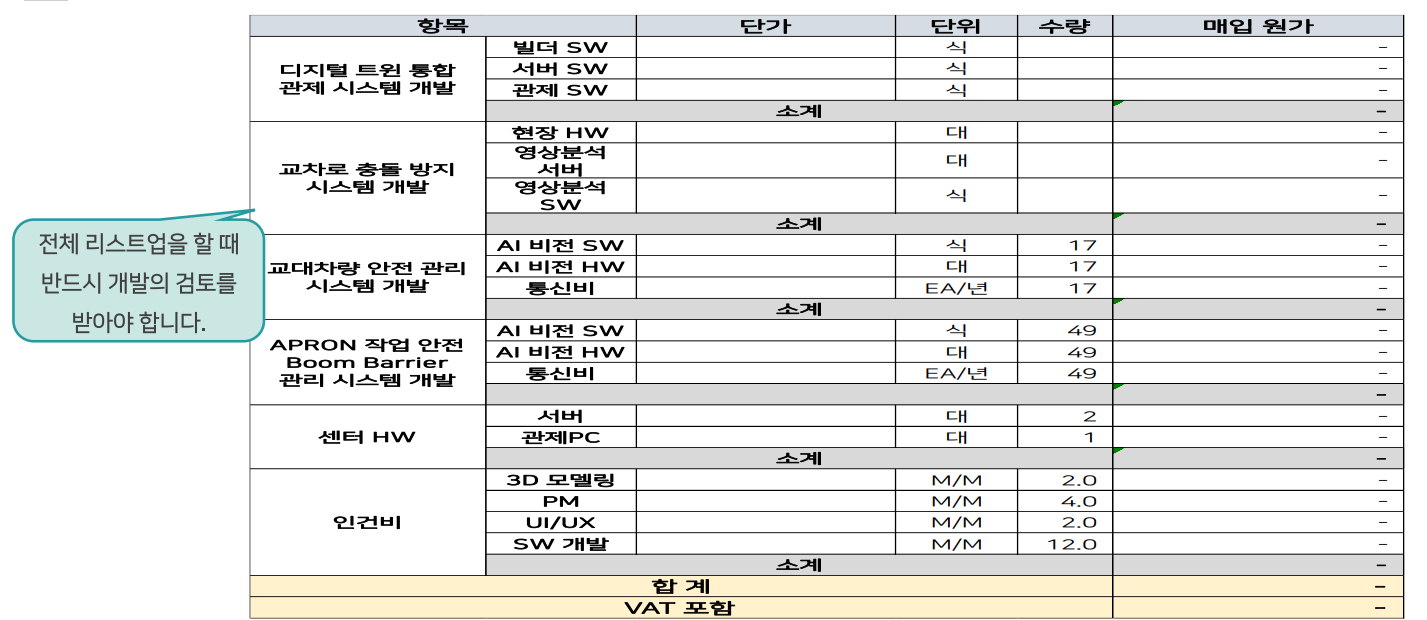 항목 단가 단위 수량 매입 원가
디지털 트윈 통합
관제 시스템 개발
빌더 SW 식 -
서버 SW 식 -
관제 SW 식 -
소계 -
교차로 충돌 방지
시스템 개발
현장 HW 대 -
영상분석
서버 대 -
영상분석
SW 식 -
소계 -
전체 리스트업을 할 때
반드시 개발의 검토를
받아야 합니다.
교대차량 안전 관리
시스템 개발
AI 비전 SW 식 17 -
AI 비전 HW 대 17 -
통신비 EA/년 17 -
소계 -
APRON 작업 안전
Boom Barrier
관리 시스템 개발
AI 비전 SW 식 49 -
AI 비전 HW 대 49 -
통신비 EA/년 49 -
-
센터 HW
서버 대 2 -
관제PC 대 1 -
소계 -
인건비
3D 모델링 M/M 2.0 -
PM M/M 4.0 -
UI/UX M/M 2.0 -
SW 개발 M/M 12.0 -
소계 -
합 계 -
VAT 포함 -